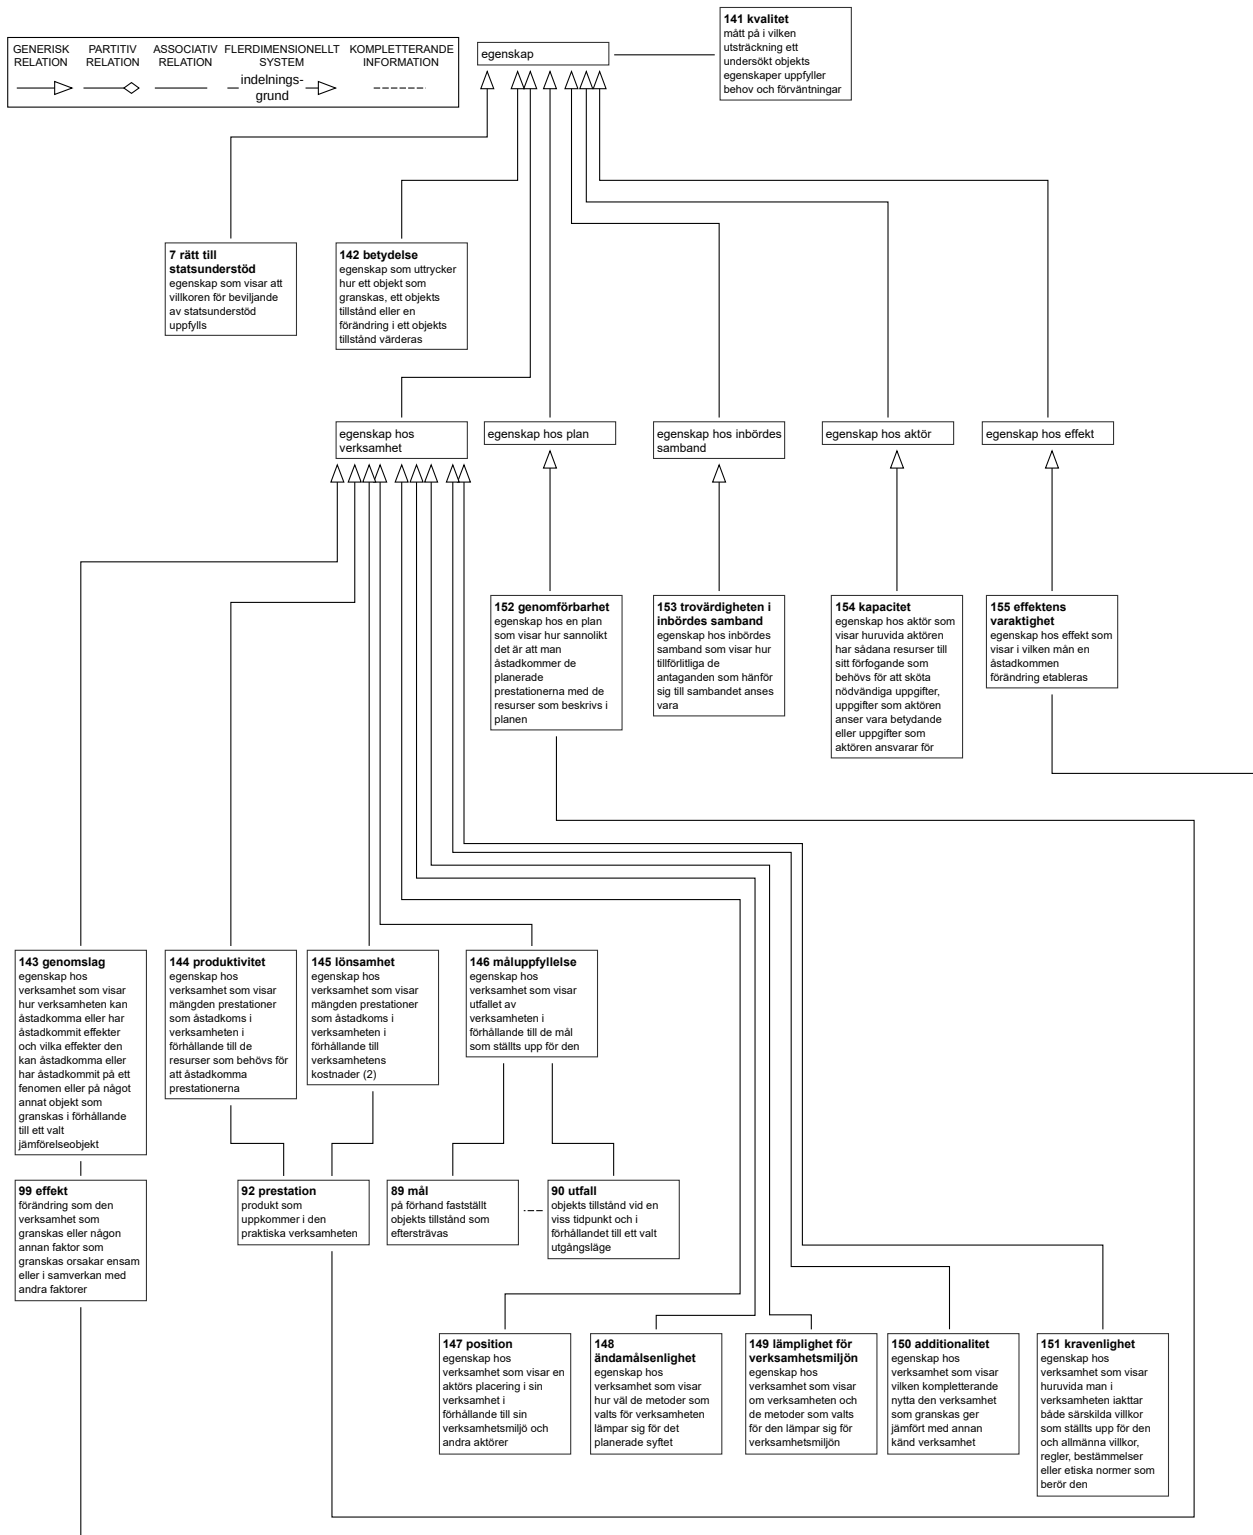 GENERISK
RELATION
PARTITIV
RELATION
ASSOCIATIV
RELATION
FLERDIMENSIONELLT
SYSTEM
indelnings-
grund
KOMPLETTERANDE
INFORMATION
egenskap
141 kvalitet
mått på i vilken
utsträckning ett
undersökt objekts
egenskaper uppfyller
behov och förväntningar
7 rätt till
statsunderstöd
egenskap som visar att
villkoren för beviljande
av statsunderstöd
uppfylls
142 betydelse
egenskap som uttrycker
hur ett objekt som
granskas, ett objekts
tillstånd eller en
förändring i ett objekts
tillstånd värderas
egenskap hos
verksamhet
egenskap hos plan
egenskap hos inbördes
samband
egenskap hos aktör
egenskap hos effekt
152 genomförbarhet
egenskap hos en plan
som visar hur sannolikt
det är att man
åstadkommer de
planerade
prestationerna med de
resurser som beskrivs i
planen
153 trovärdigheten i
inbördes samband
egenskap hos inbördes
samband som visar hur
tillförlitliga de
antaganden som hänför
sig till sambandet anses
vara
154 kapacitet
egenskap hos aktör som
visar huruvida aktören
har sådana resurser till
sitt förfogande som
behövs för att sköta
nödvändiga uppgifter,
uppgifter som aktören
anser vara betydande
eller uppgifter som
aktören ansvarar för
155 effektens
varaktighet
egenskap hos effekt som
visar i vilken mån en
åstadkommen
förändring etableras
143 genomslag
egenskap hos
verksamhet som visar
hur verksamheten kan
åstadkomma eller har
åstadkommit effekter
och vilka effekter den
kan åstadkomma eller
har åstadkommit på ett
fenomen eller på något
annat objekt som
granskas i förhållande
till ett valt
jämförelseobjekt
144 produktivitet
egenskap hos
verksamhet som visar
mängden prestationer
som åstadkoms i
verksamheten i
förhållande till de
resurser som behövs för
att åstadkomma
prestationerna
145 lönsamhet
egenskap hos
verksamhet som visar
mängden prestationer
som åstadkoms i
verksamheten i
förhållande till
verksamhetens
kostnader (2)
146 måluppfyllelse
egenskap hos
verksamhet som visar
utfallet av
verksamheten i
förhållande till de mål
som ställts upp för den
99 effekt
förändring som den
verksamhet som
granskas eller någon
annan faktor som
granskas orsakar ensam
eller i samverkan med
andra faktorer
92 prestation
produkt som
uppkommer i den
praktiska verksamheten
89 mål
på förhand fastställt
objekts tillstånd som
eftersträvas
90 utfall
objekts tillstånd vid en
viss tidpunkt och i
förhållandet till ett valt
utgångsläge
147 position
egenskap hos
verksamhet som visar en
aktörs placering i sin
verksamhet i
förhållande till sin
verksamhetsmiljö och
andra aktörer
148
ändamålsenlighet
egenskap hos
verksamhet som visar
hur väl de metoder som
valts för verksamheten
lämpar sig för det
planerade syftet
149 lämplighet för
verksamhetsmiljön
egenskap hos
verksamhet som visar
om verksamheten och
de metoder som valts
för den lämpar sig för
verksamhetsmiljön
150 additionalitet
egenskap hos
verksamhet som visar
vilken kompletterande
nytta den verksamhet
som granskas ger
jämfört med annan
känd verksamhet
151 kravenlighet
egenskap hos
verksamhet som visar
huruvida man i
verksamheten iakttar
både särskilda villkor
som ställts upp för den
och allmänna villkor,
regler, bestämmelser
eller etiska normer som
berör den